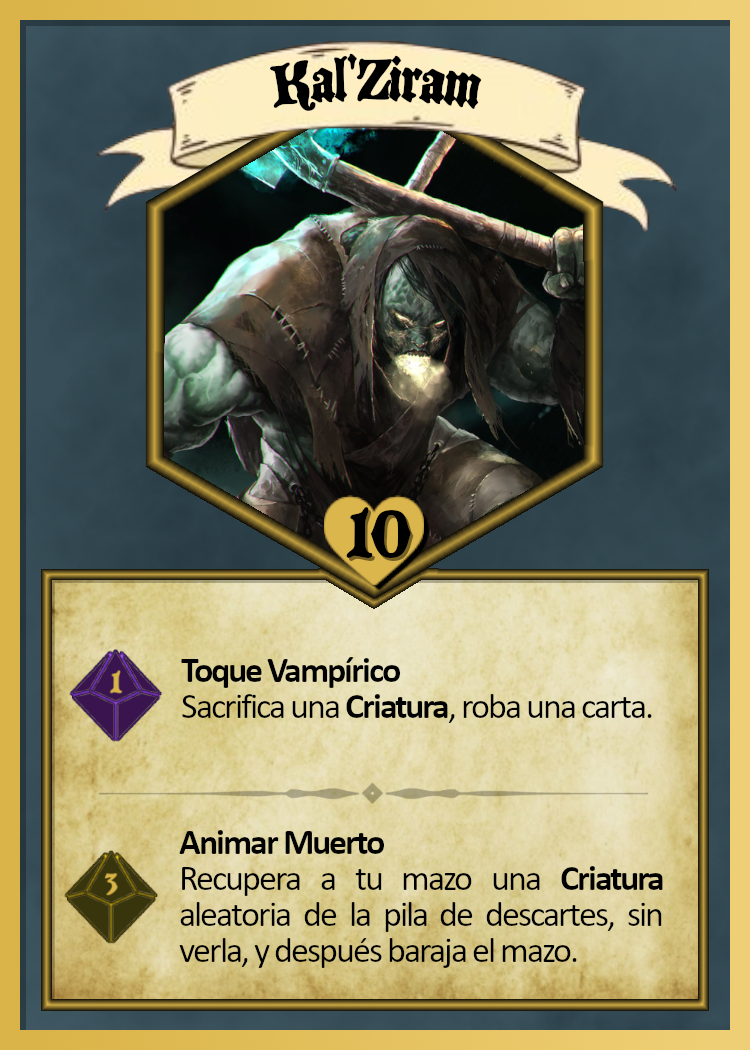 Kal'Ziram
10
1
Toque Vampírico
Sacrifica una Criatura, roba una carta.
3
Animar Muerto
Recupera a tu mazo una Criatura
aleatoria de la pila de descartes, sin
verla, y después baraja el mazo.